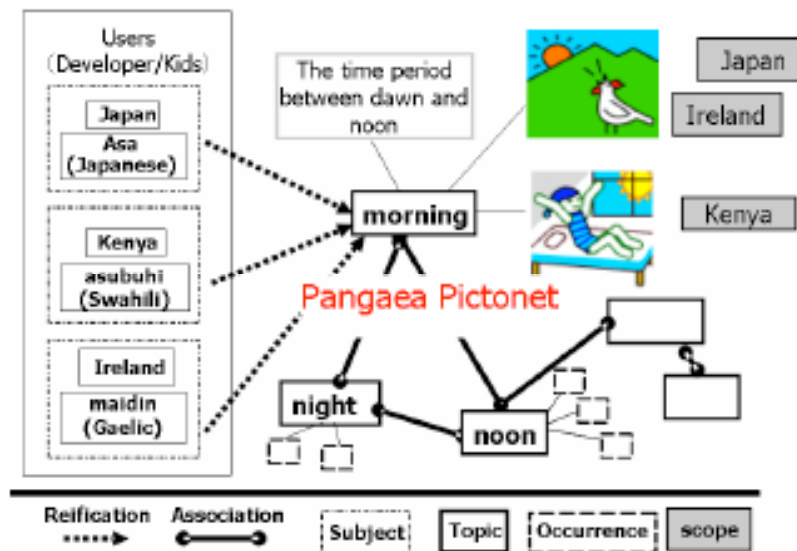 Users
(Developer/Kids)
Japan
Asa
(Japanese)
Kenya
asubuhi
(Swahili)
Ireland
maidin
(Gaelic)
The time period
between dawn and
noon
Japan
Ireland
Kenya
morning
Pangaea Pictonet
night
noon
Reification
Association
Subject
Topic
Occurrence
scope